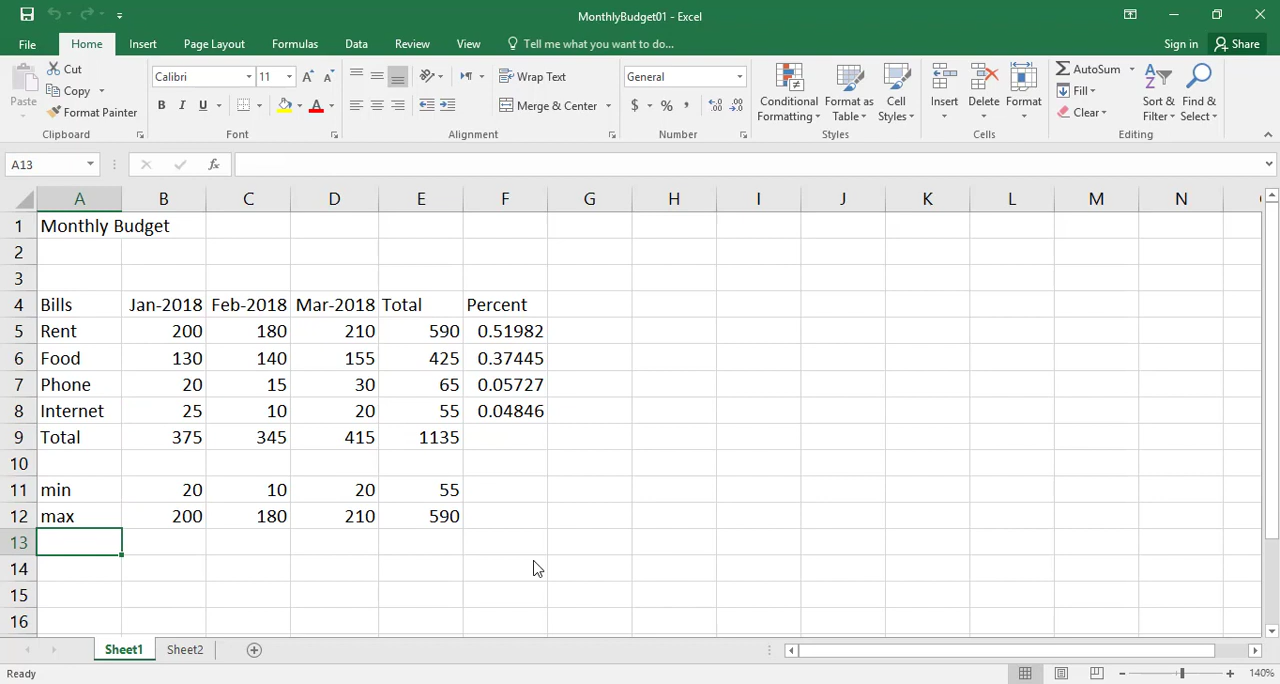 MonthlyBudget01 - Excel
File Home Insert Page Layout Formulas Data Review View Tell me what you want to do... Sign in Share
Paste
Cut
Copy
Format Painter
Clipboard
Calibri 11
B I U A
Font
Wrap Text
Merge & Center
Alignment
General
$ % ,
Number
Conditional Formatting
Format as Table
Cell Styles
Styles
Insert Delete Format
Cells
AutoSum
Fill
Clear
Sort & Filter
Find & Select
Editing
A13 fx
A B C D E F G H I J K L M N
1 Monthly Budget
2
3
4 Bills Jan-2018 Feb-2018 Mar-2018 Total Percent
5 Rent 200 180 210 590 0.51982
6 Food 130 140 155 425 0.37445
7 Phone 20 15 30 65 0.05727
8 Internet 25 10 20 55 0.04846
9 Total 375 345 415 1135
10
11 min 20 10 20 55
12 max 200 180 210 590
13
14
15
16
Sheet1 Sheet2
Ready 140%